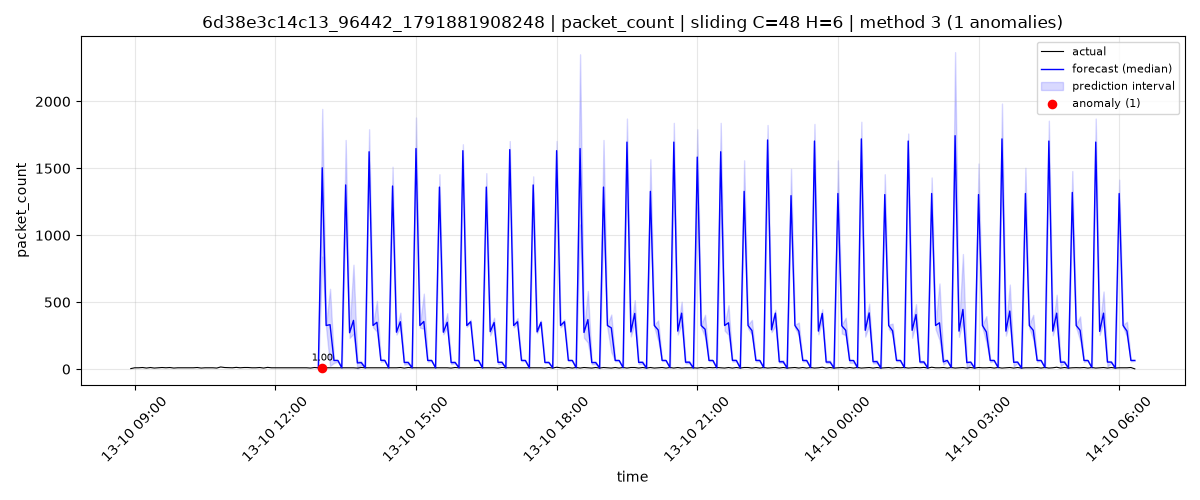 6d38e3c14c13_96442_1791881908248 | packet_count | sliding C=48 H=6 | method 3 (1 anomalies)
actual
forecast (median)
prediction interval
anomaly (1)
packet_count
2000
1500
1000
500
0
1.00
13-10 09:00
13-10 12:00
13-10 15:00
13-10 18:00
13-10 21:00
14-10 00:00
14-10 03:00
14-10 06:00
time